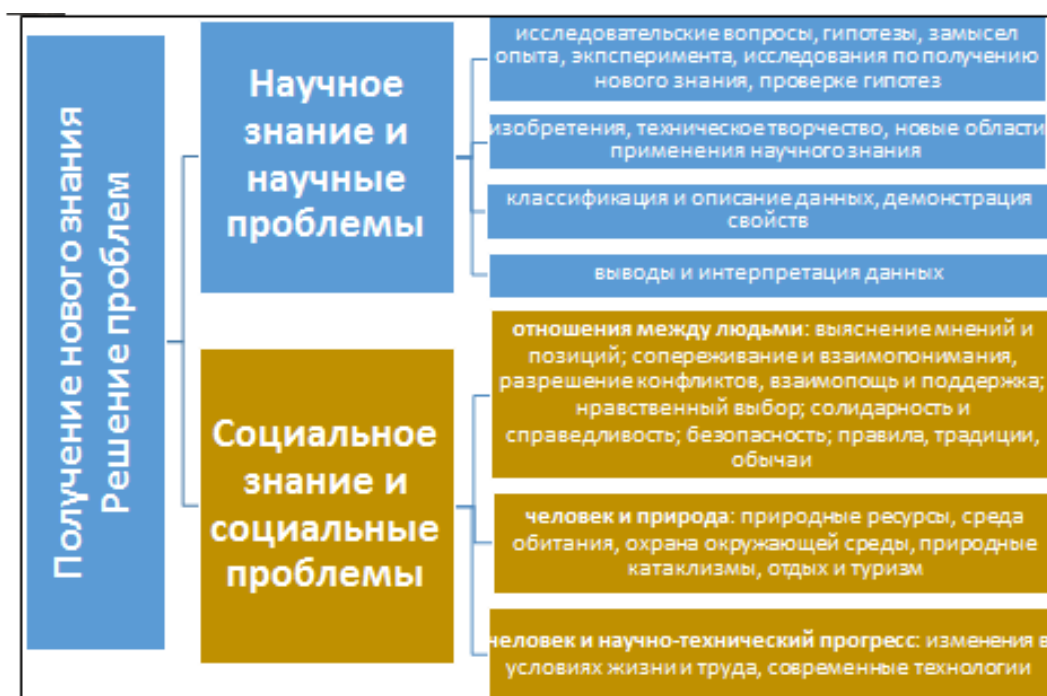 Получение нового знания
Решение проблем
Научное
знание и
научные
проблемы
исследовательские вопросы, гипотезы, замысел
опыта, экпсперимента, исследования по получению
нового знания, проверке гипотез
изобретения, техническое творчество, новые области
применения научного знания
классификация и описание данных, демонстрация
свойств
выводы и интерпретация данных
Социальное
знание и
социальные
проблемы
отношения между людьми: выяснение мнений и
позиций; сопереживание и взаимопонимания,
разрешение конфликтов, взаимопощь и поддержка;
нравственный выбор; солидарность и
справедливость; безопасность; правила, традиции,
обычаи
человек и природа: природные ресурсы, среда
обитания, охрана окружающей среды, природные
катаклизмы, отдых и туризм
человек и научно-технический прогресс: изменения в
условиях жизни и труда, современные технологии